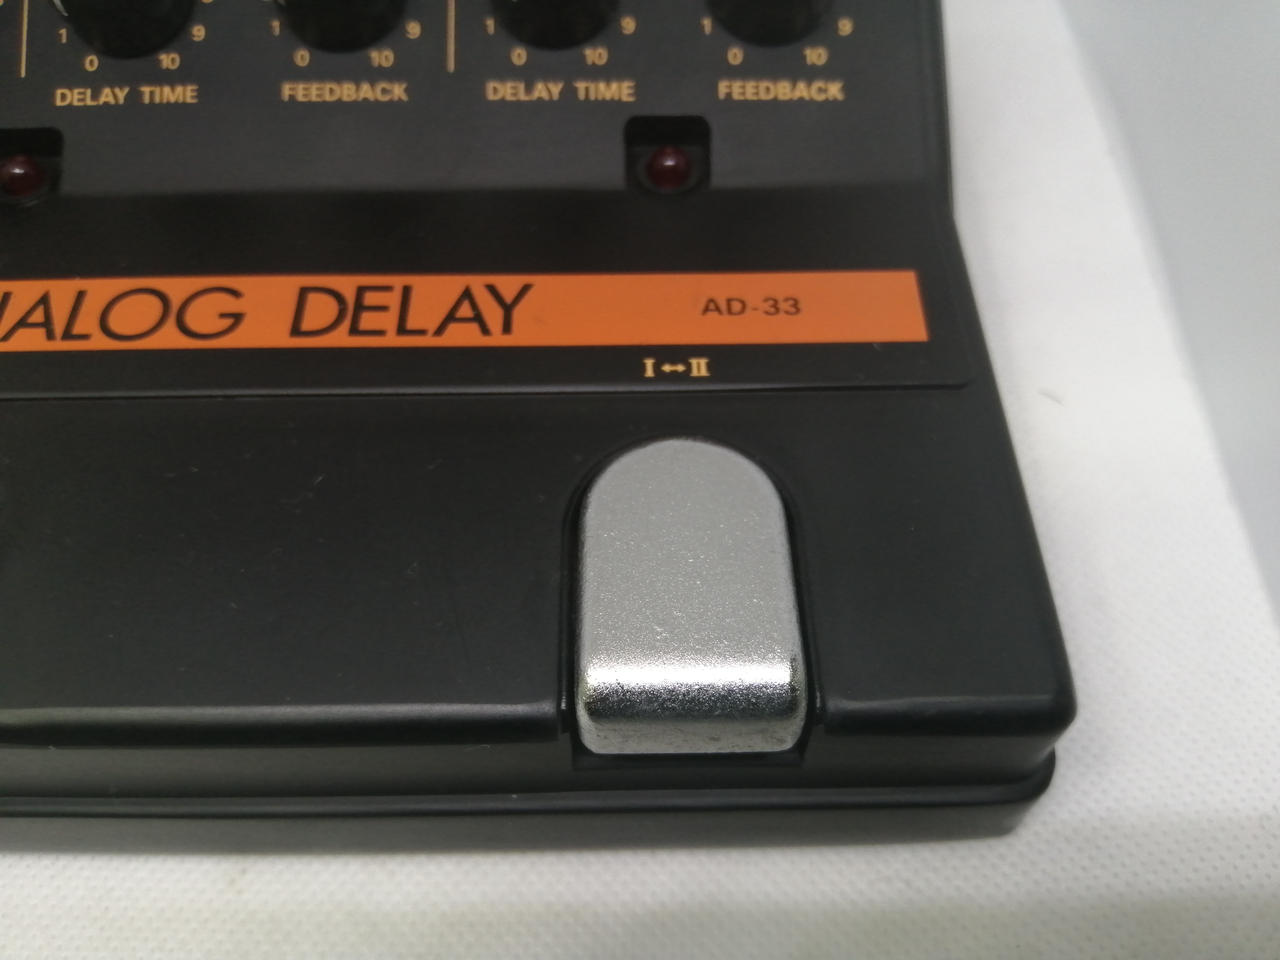 1 9 1 9 1 9 1 9
0 10 0 10 0 10 0 10
DELAY TIME FEEDBACK DELAY TIME FEEDBACK
ALOG DELAY AD-33
I↔II